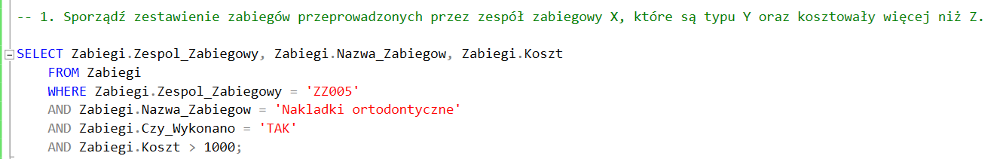 -- 1. Sporządź zestawienie zabiegów przeprowadzonych przez zespół zabiegowy X, które są typu Y oraz kosztowały więcej niż Z.
SELECT Zabiegi.Zespol_Zabiegowy, Zabiegi.Nazwa_Zabiegow, Zabiegi.Koszt
FROM Zabiegi
WHERE Zabiegi.Zespol_Zabiegowy = 'ZZ005'
AND Zabiegi.Nazwa_Zabiegow = 'Nakladki ortodontyczne'
AND Zabiegi.Czy_Wykonano = 'TAK'
AND Zabiegi.Koszt > 1000;